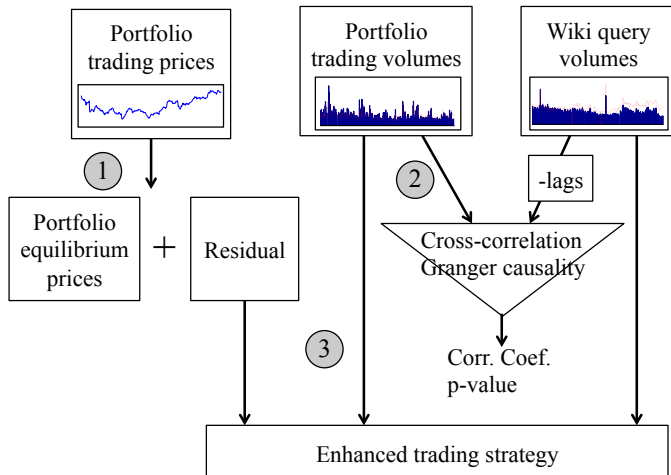 Portfolio
trading prices
Portfolio
trading volumes
Wiki query
volumes
1
2
-lags
Portfolio
equilibrium
prices
+
Residual
Cross-correlation
Granger causality
3
Corr. Coef.
p-value
Enhanced trading strategy